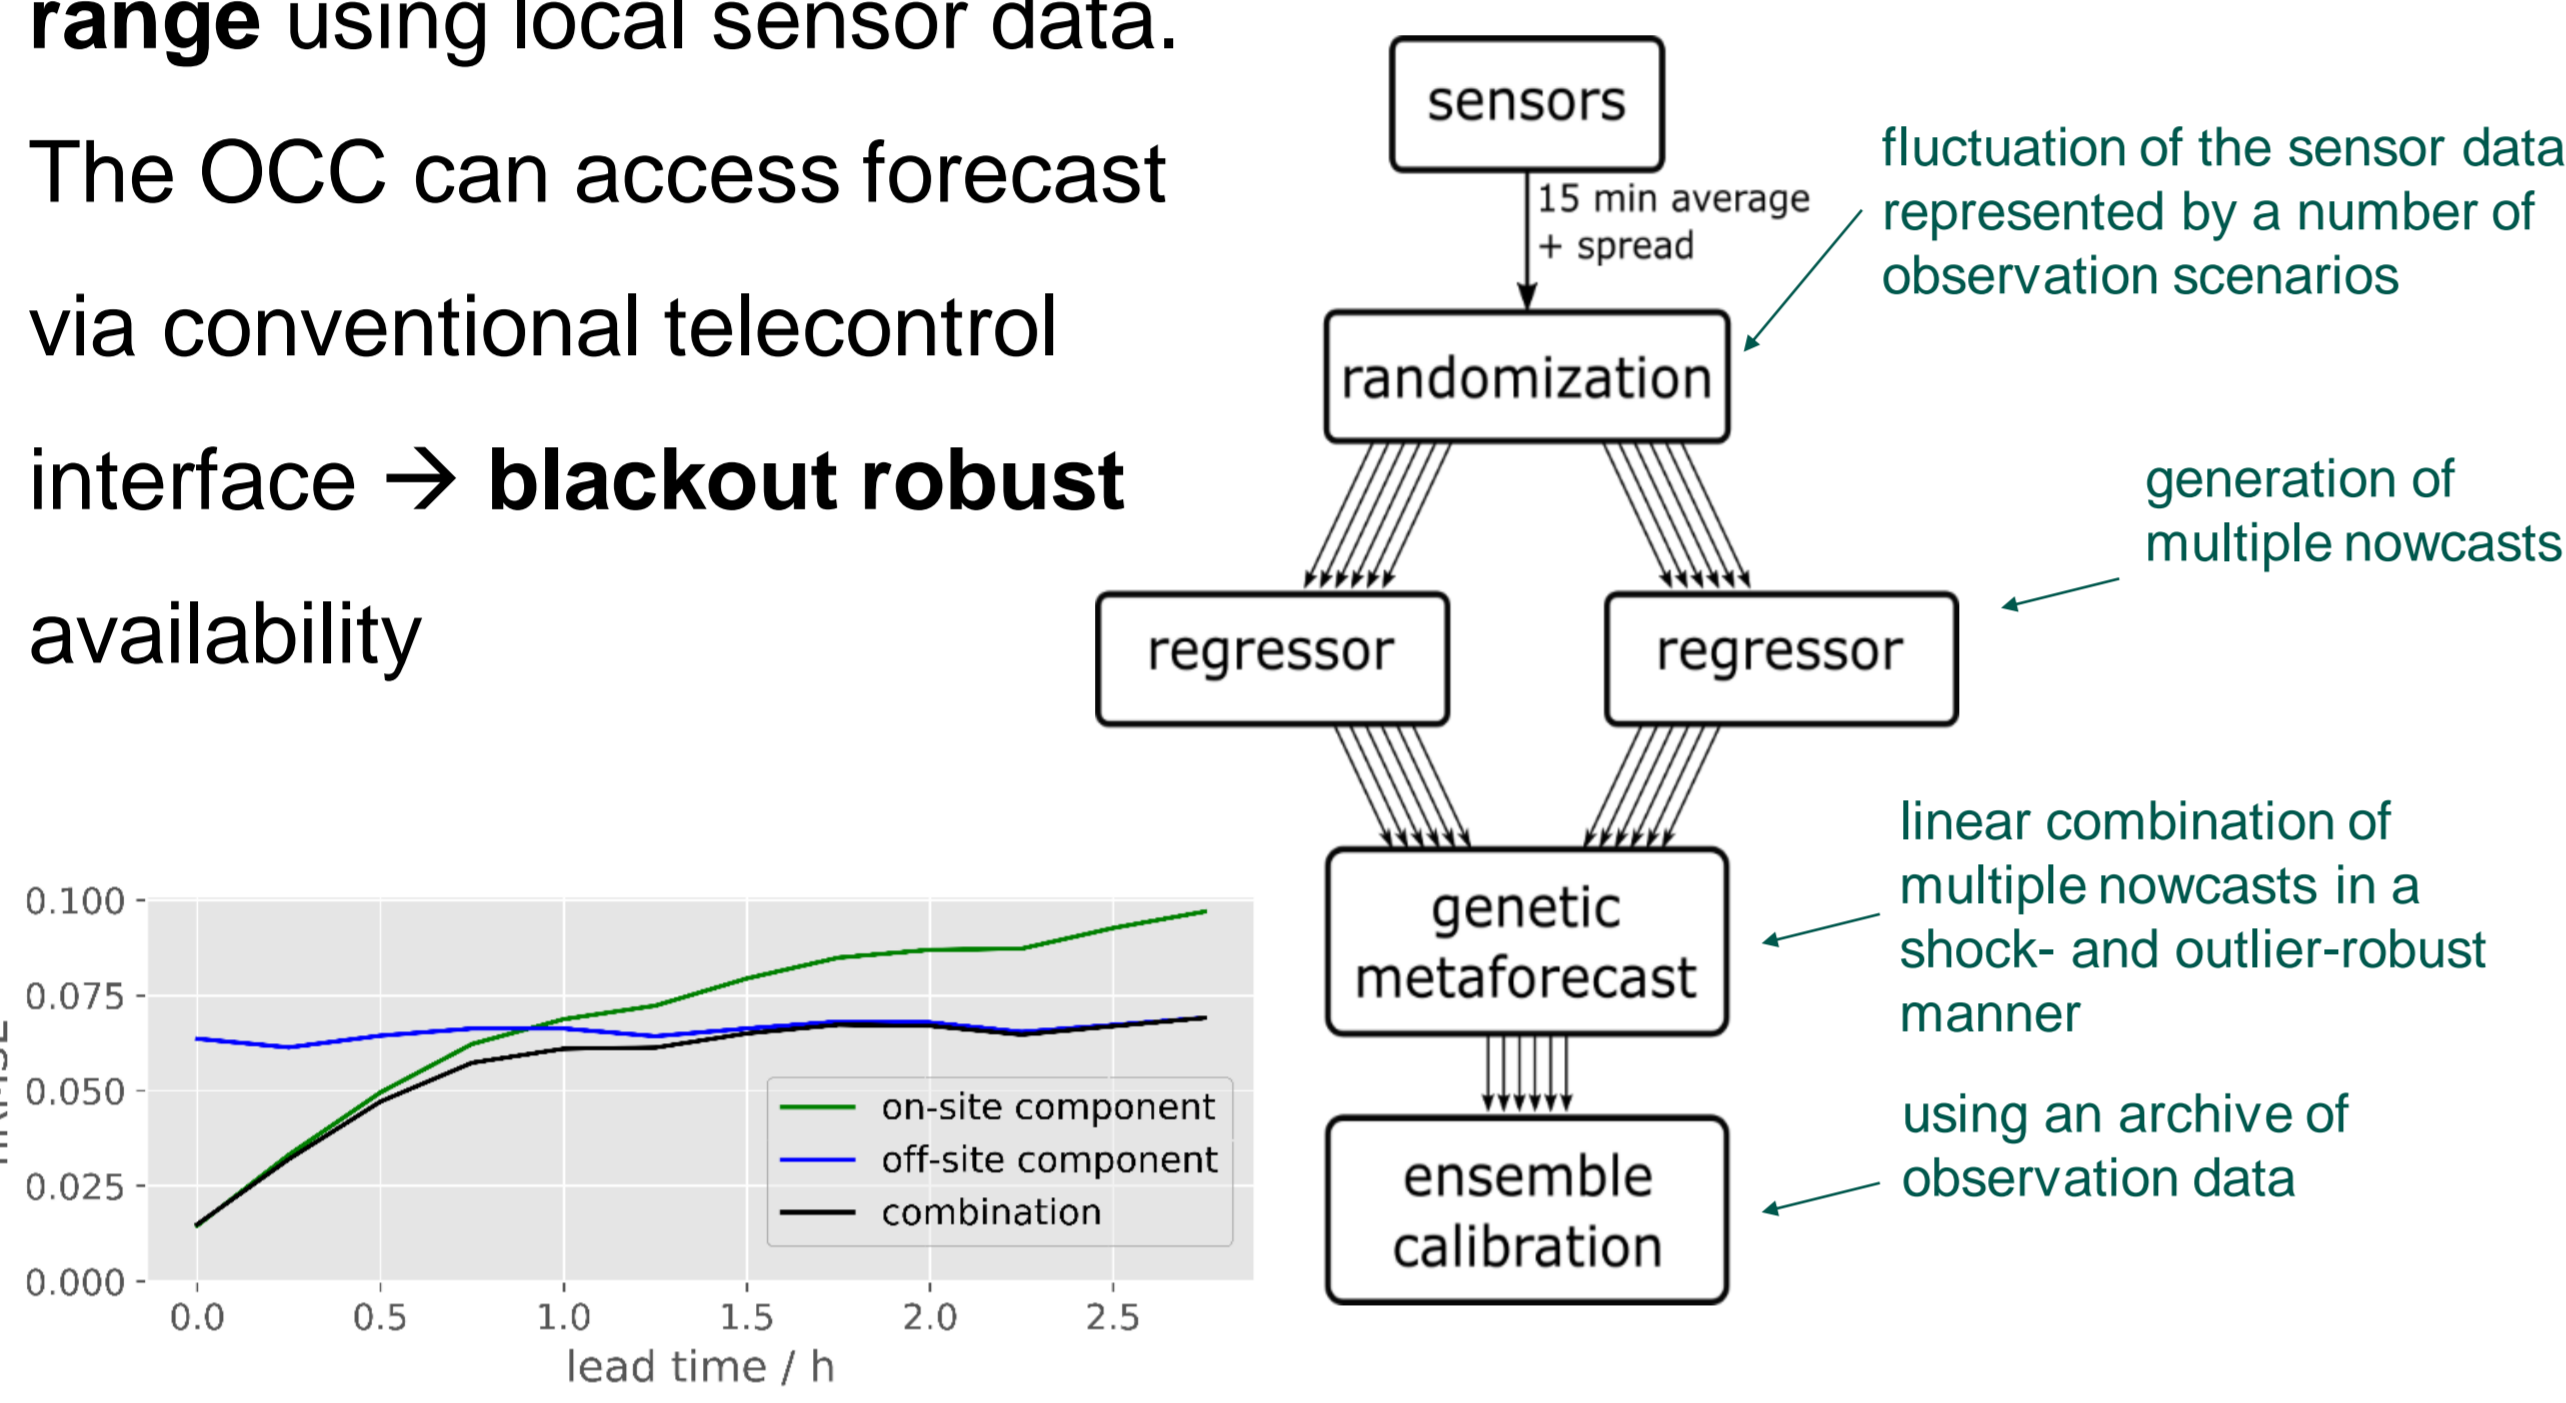 range using local sensor data.
The OCC can access forecast
via conventional telecontrol
interface → blackout robust
availability
sensors
15 min average
+ spread
fluctuation of the sensor data
represented by a number of
observation scenarios
randomization
generation of
multiple nowcasts
regressor
regressor
linear combination of
multiple nowcasts in a
shock- and outlier-robust
manner
genetic
metaforecast
using an archive of
observation data
ensemble
calibration
0.100
0.075
0.050
0.025
0.000
on-site component
off-site component
combination
0.0
0.5
1.0
1.5
2.0
2.5
lead time / h